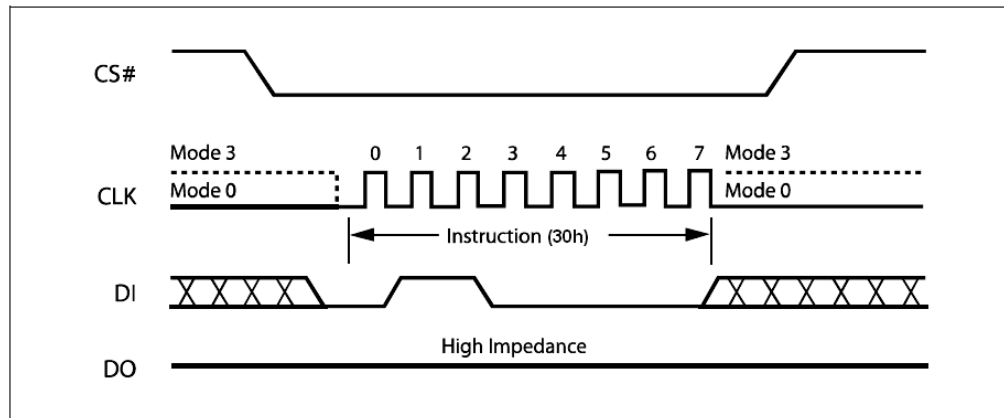 CS#
Mode 3 0 1 2 3 4 5 6 7 Mode 3
CLK Mode 0 Mode 0
Instruction (30h)
DI
High Impedance
DO